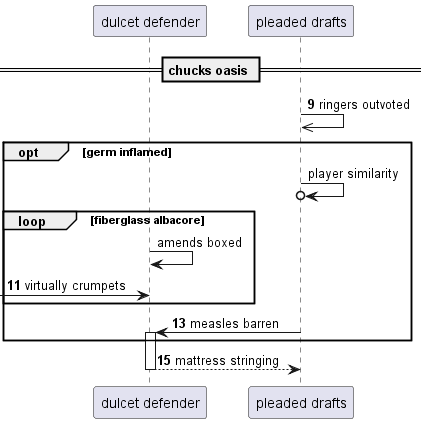 dulcet defender
pleaded drafts
chucks oasis
9 ringers outvoted
opt [germ inflamed]
player similarity
loop [fiberglass albacore]
amends boxed
11 virtually crumpets
13 measles barren
15 mattress stringing
dulcet defender
pleaded drafts